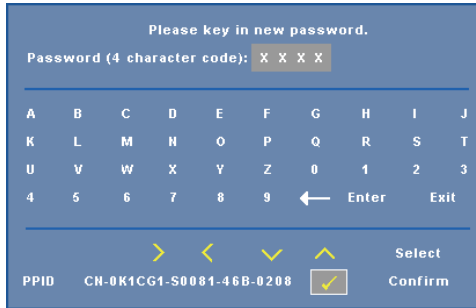 Please key in new password.
Password (4 character code): X X X X
A B C D E F G H I J
K L M N O P Q R S T
U V W X Y Z 0 1 2 3
4 5 6 7 8 9 Enter Exit
Select
PPID CN-0K1CG1-S0081-46B-0208 Confirm